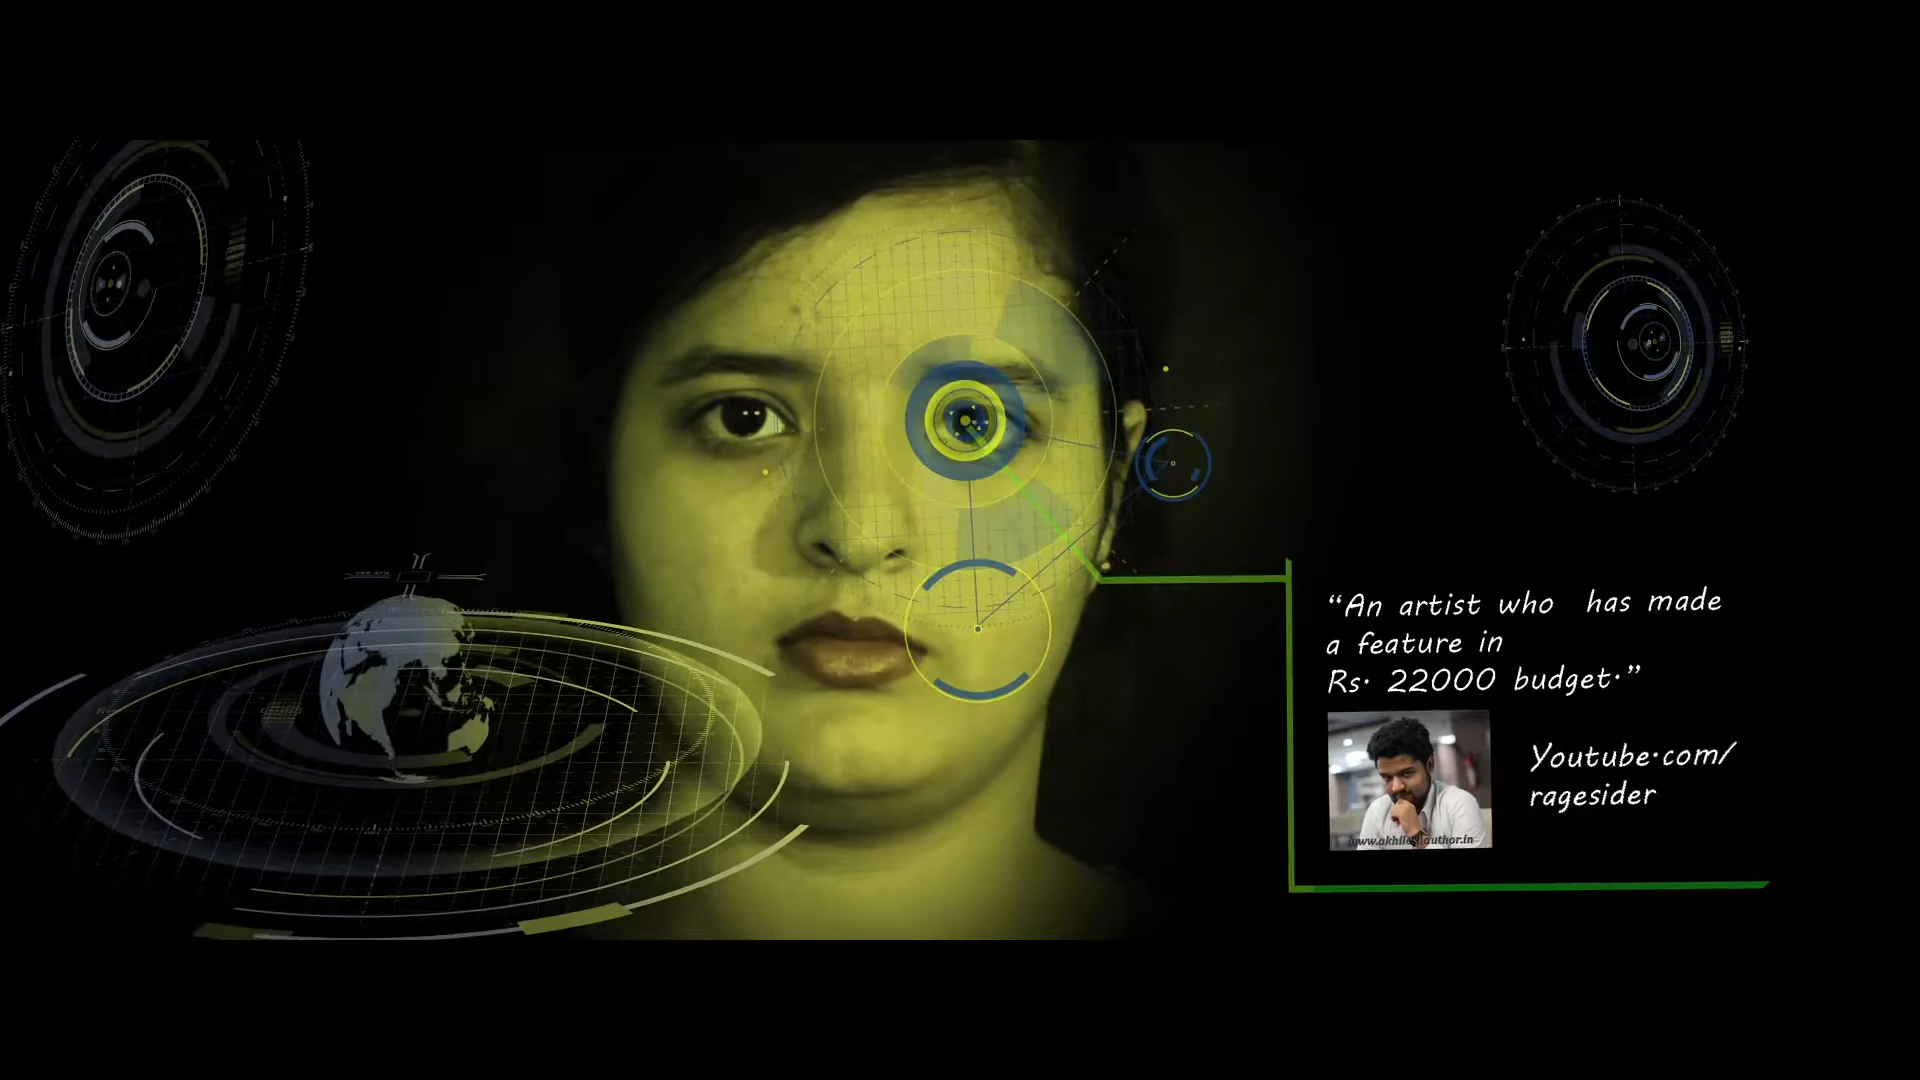 “An artist who has made
a feature in
Rs. 22000 budget.”
Youtube.com/
ragesider